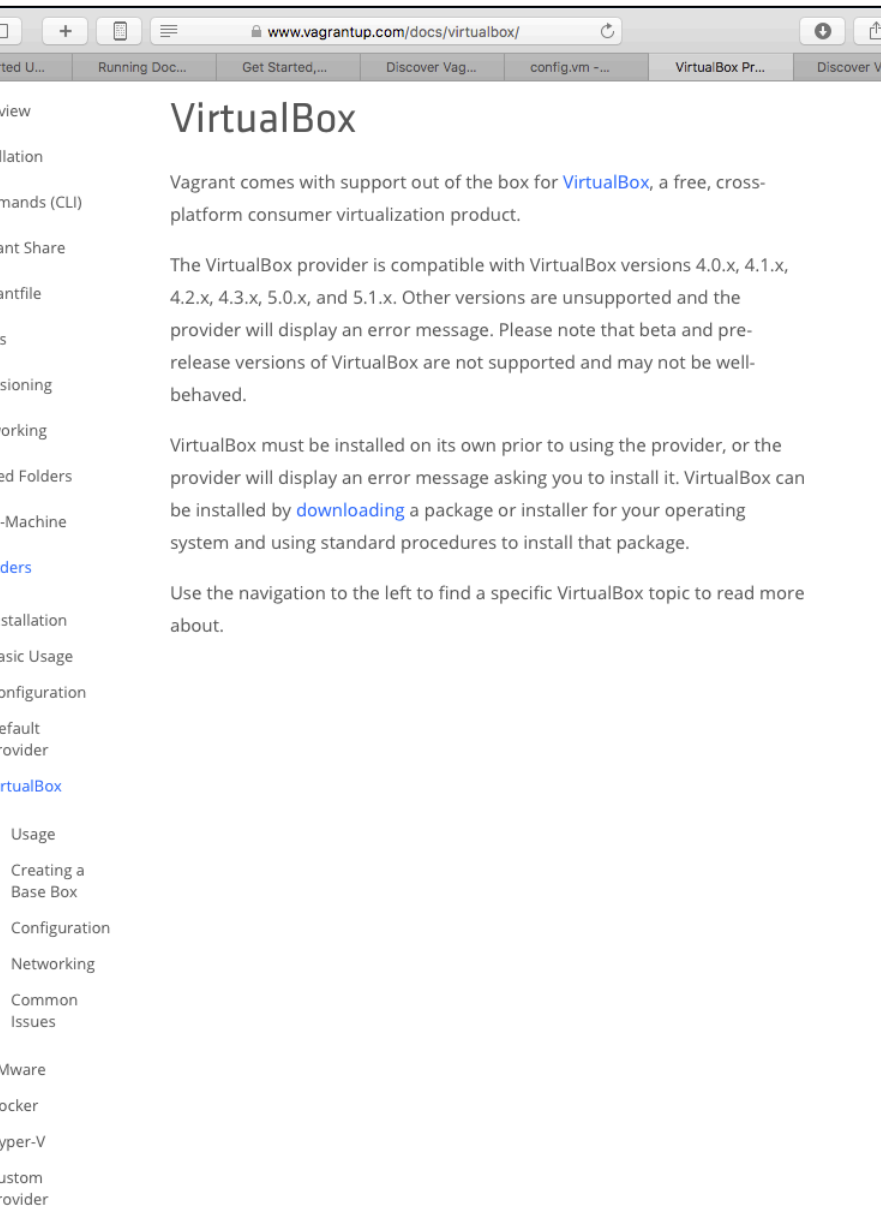 www.vagrantup.com/docs/virtualbox/
rted U...
Running Doc...
Get Started,...
Discover Vag...
config.vm -...
VirtualBox Pr...
Discover V
view
llation
mands (CLI)
ant Share
antfile
s
sioning
orking
ed Folders
-Machine
ders
stallation
asic Usage
onfiguration
efault
rovider
rtualBox
Usage
Creating a
Base Box
Configuration
Networking
Common
Issues
Mware
ocker
yper-V
ustom
rovider
VirtualBox
Vagrant comes with support out of the box for VirtualBox, a free, cross-
platform consumer virtualization product.
The VirtualBox provider is compatible with VirtualBox versions 4.0.x, 4.1.x,
4.2.x, 4.3.x, 5.0.x, and 5.1.x. Other versions are unsupported and the
provider will display an error message. Please note that beta and pre-
release versions of VirtualBox are not supported and may not be well-
behaved.
VirtualBox must be installed on its own prior to using the provider, or the
provider will display an error message asking you to install it. VirtualBox can
be installed by downloading a package or installer for your operating
system and using standard procedures to install that package.
Use the navigation to the left to find a specific VirtualBox topic to read more
about.